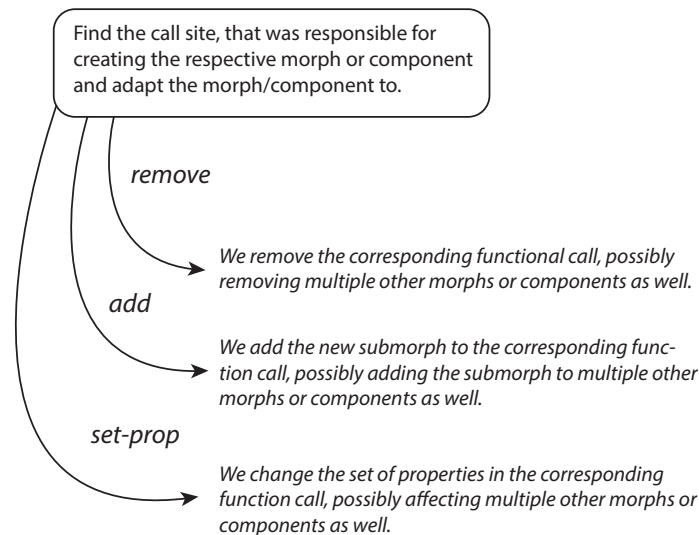 Find the call site, that was responsible for
creating the respective morph or component
and adapt the morph/component to.
remove
We remove the corresponding functional call, possibly
removing multiple other morphs or components as well.
add
We add the new submorph to the corresponding func-
tion call, possibly adding the submorph to multiple other
morphs or components as well.
set-prop
We change the set of properties in the corresponding
function call, possibly affecting multiple other morphs or
components as well.